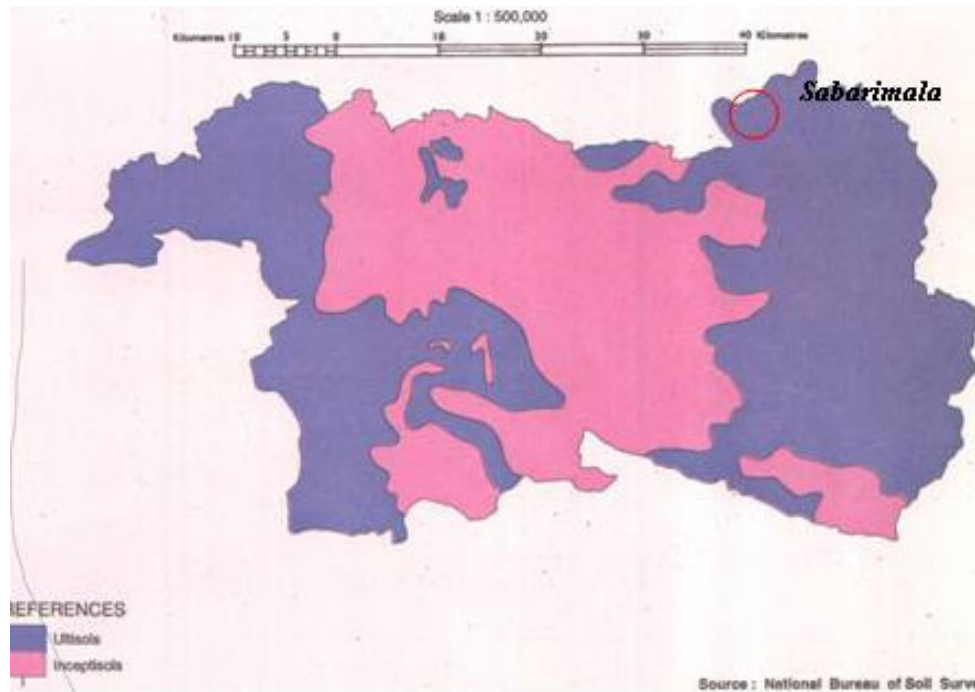 Scale 1 : 500,000
Kilometres 10 5 0 10 20 30 40 Kilometres
Sabarimala
REFERENCES
Ultisols
Inceptisols
Source : National Bureau of Soil Surve